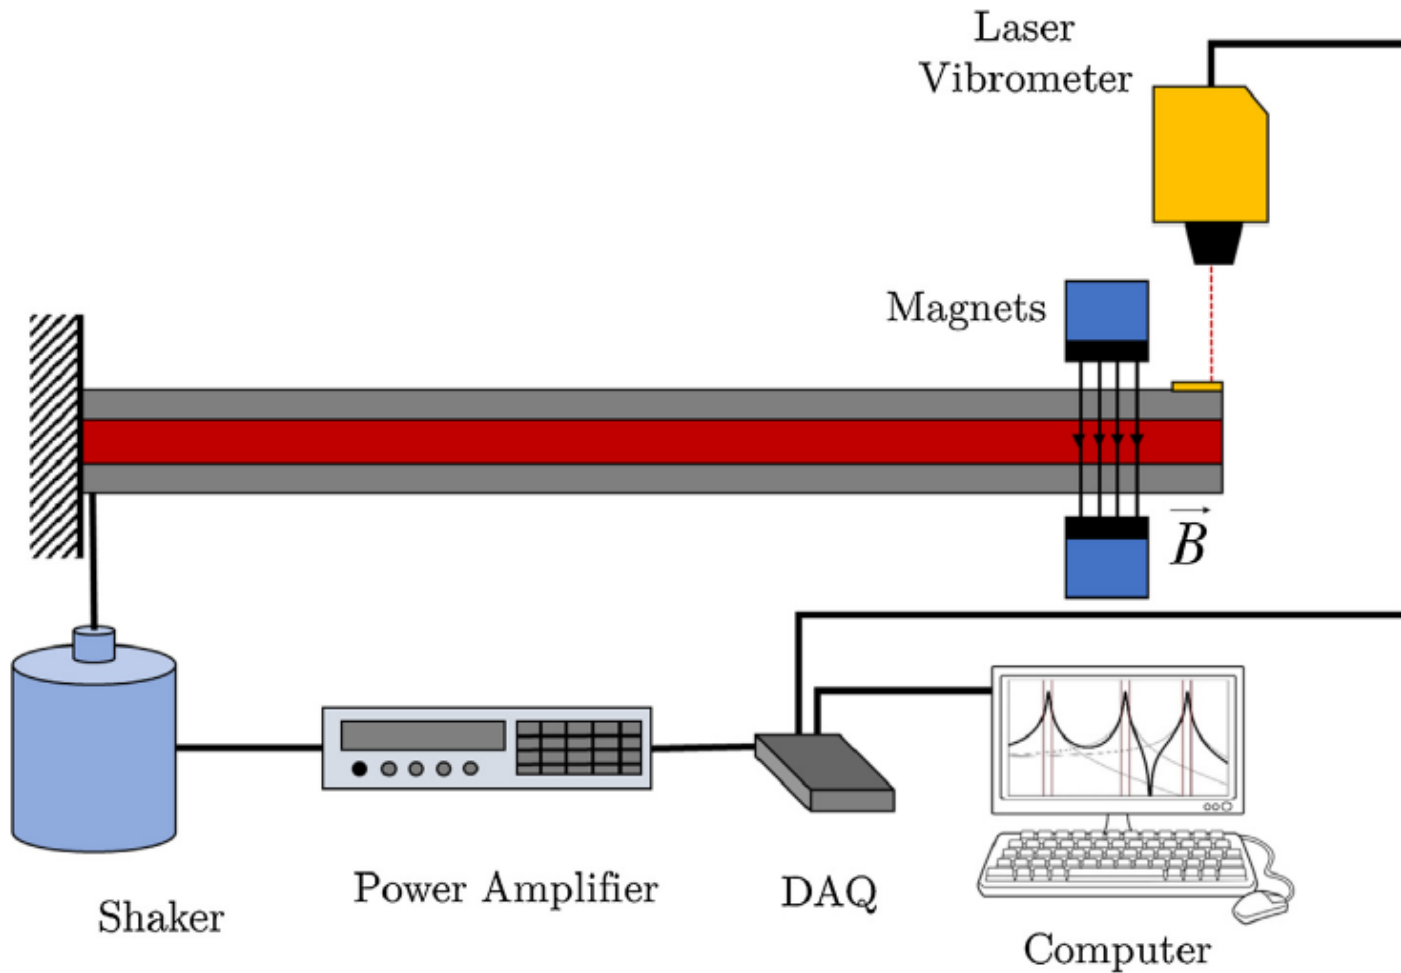 Laser
Vibrometer
Magnets
B
Power Amplifier
DAQ
Shaker
Computer